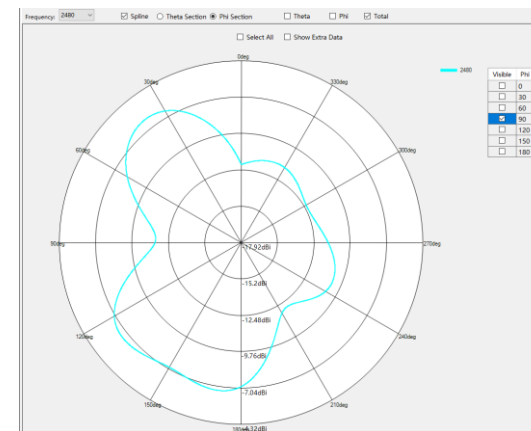 Frequency: 2480 Spline Theta Section Phi Section Theta Phi Total
Select All Show Extra Data
0deg
2480
Visible Phi
30deg
330deg
0
30
60
90
120
150
180
60deg
300deg
90deg
270deg
-17.92dBi
-15.2dBi
-12.48dBi
120deg
240deg
-9.76dBi
-7.04dBi
150deg
210deg